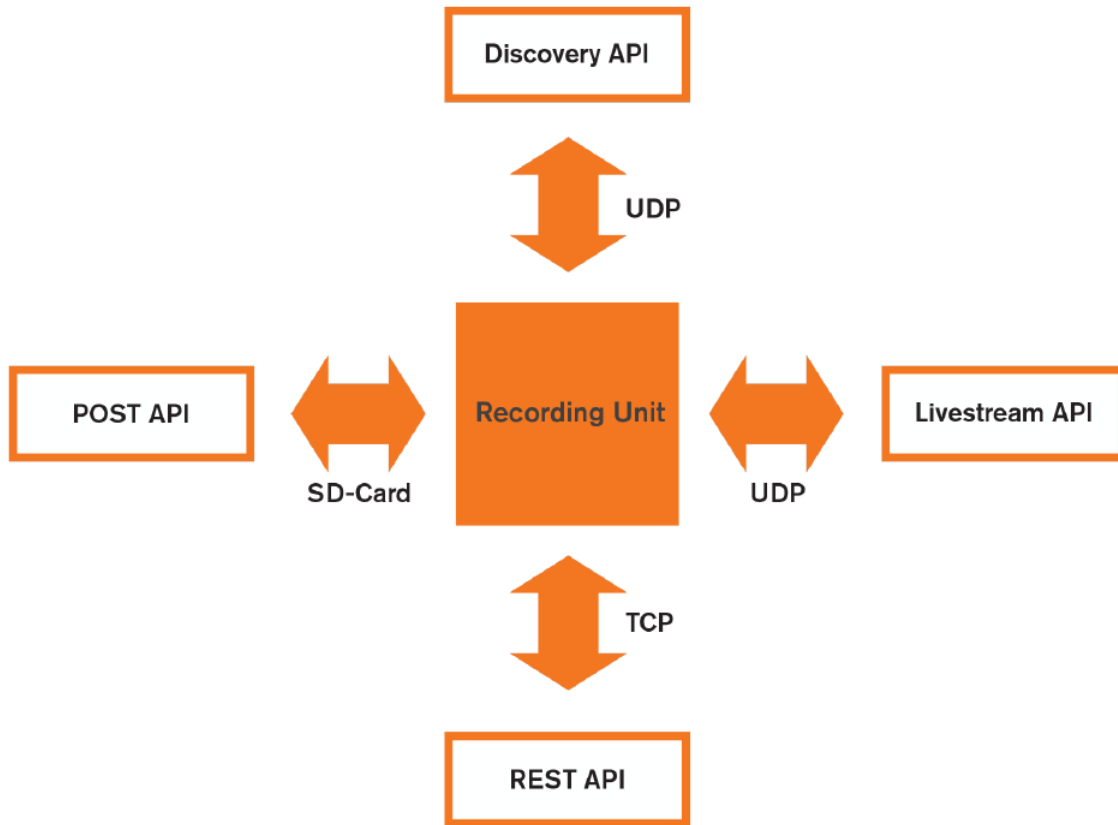 Discovery API
UDP
POST API
Recording Unit
Livestream API
SD-Card
UDP
TCP
REST API